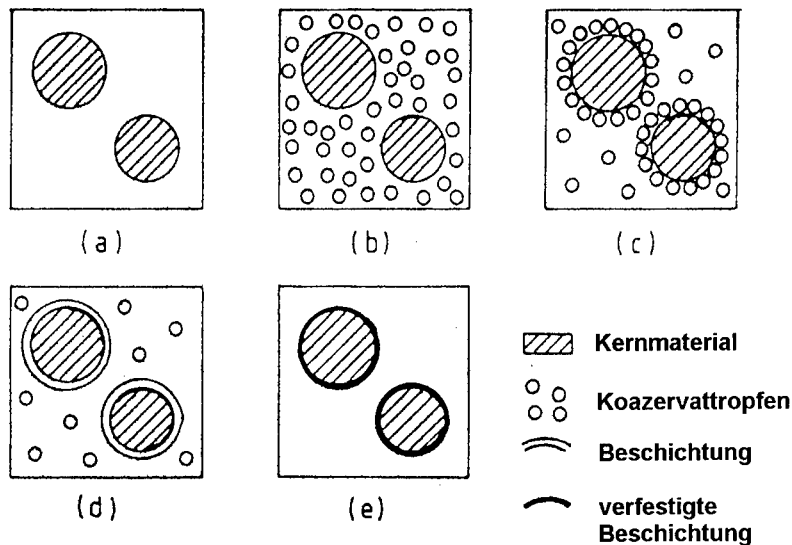 (a)
(b)
(c)
(d)
(e)
Kernmaterial
Koazervattropfen
Beschichtung
verfestigte
Beschichtung